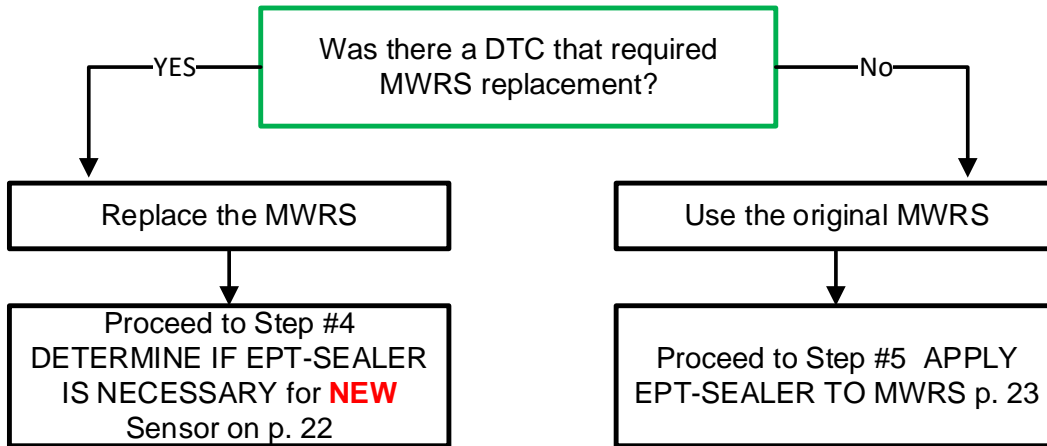 Was there a DTC that required
MWRS replacement?
YES
No
Replace the MWRS
Use the original MWRS
Proceed to Step #4
DETERMINE IF EPT-SEALER
IS NECESSARY for NEW
Sensor on p. 22
Proceed to Step #5 APPLY
EPT-SEALER TO MWRS p. 23